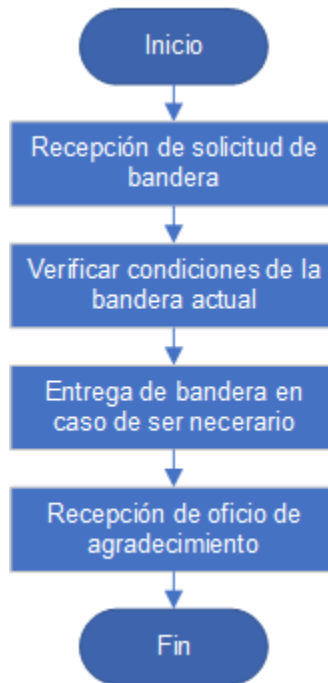 Inicio
Recepción de solicitud de
bandera
Verificar condiciones de la
bandera actual
Entrega de bandera en
caso de ser necerario
Recepción de oficio de
agradecimiento
Fin